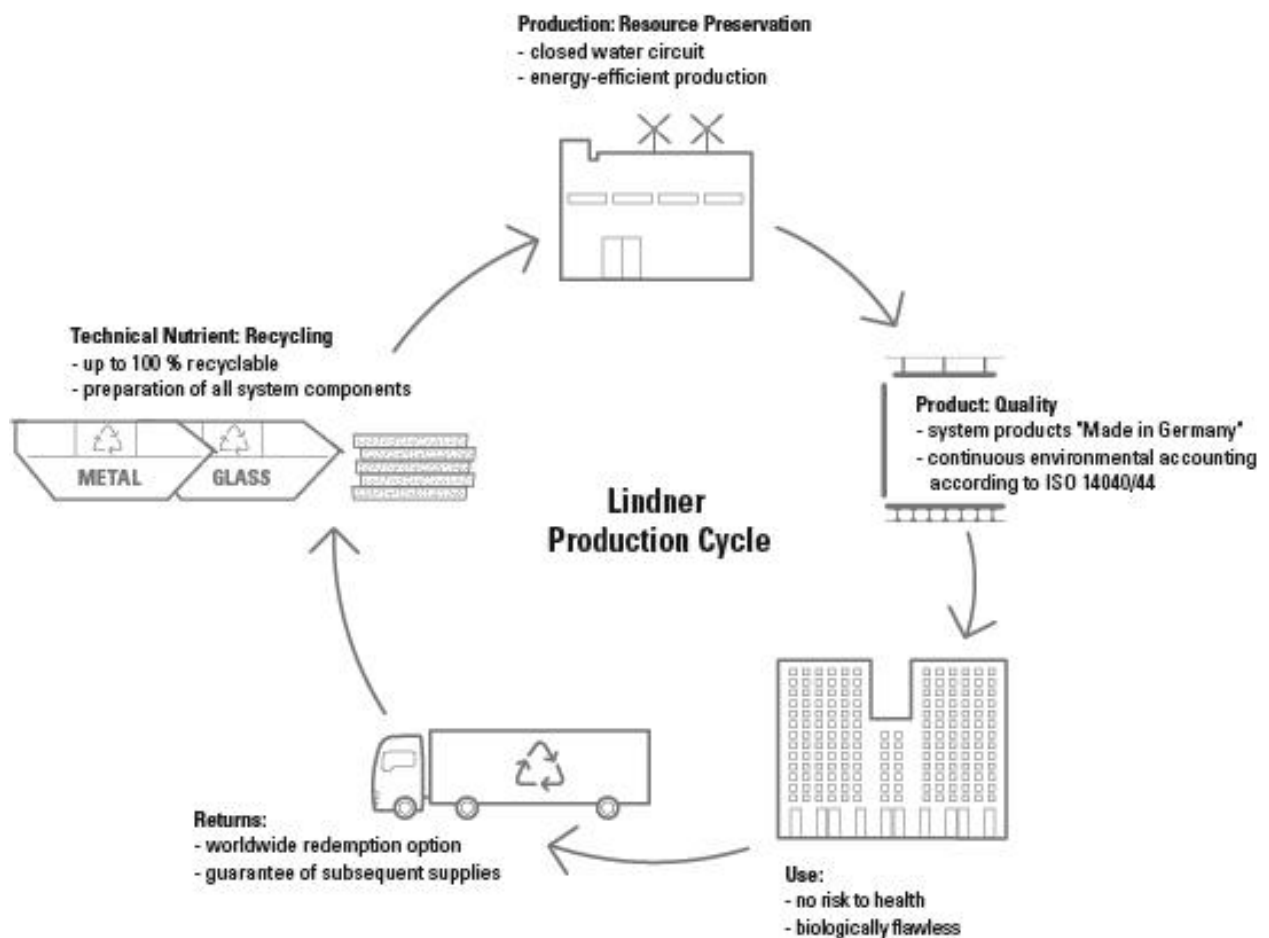 Production: Resource Preservation
- closed water circuit
- energy-efficient production
Technical Nutrient: Recycling
- up to 100 % recyclable
- preparation of all system components
METAL
GLASS
Product: Quality
- system products "Made in Germany"
- continuous environmental accounting
according to ISO 14040/44
Lindner
Production Cycle
Returns:
- worldwide redemption option
- guarantee of subsequent supplies
Use:
- no risk to health
- biologically flawless